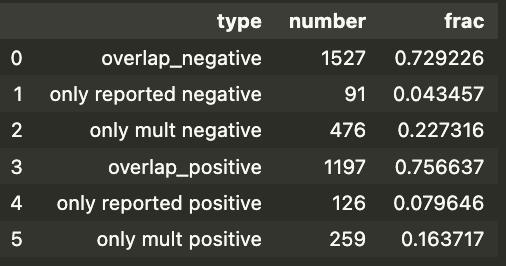 type number frac
0 overlap_negative 1527 0.729226
1 only reported negative 91 0.043457
2 only mult negative 476 0.227316
3 overlap_positive 1197 0.756637
4 only reported positive 126 0.079646
5 only mult positive 259 0.163717